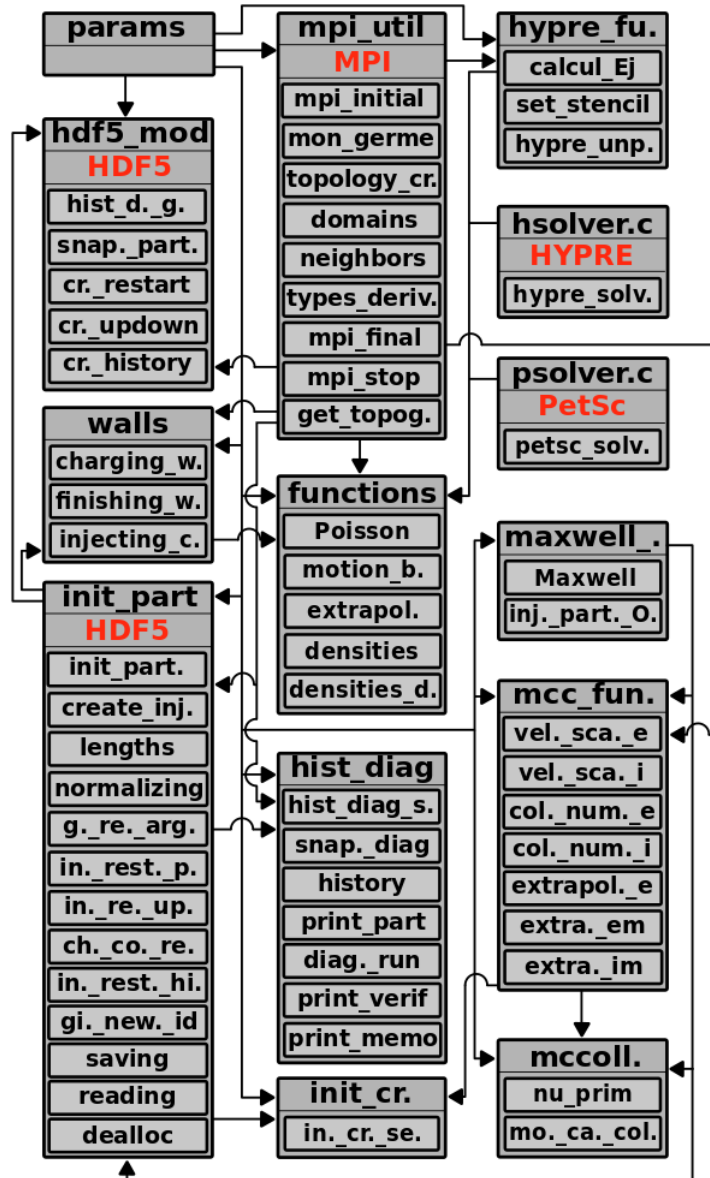 params
hdf5_mod
HDF5
hist_d._g.
snap._part.
cr._restart
cr._updown
cr._history
walls
charging_w.
finishing_w.
injecting_c.
init_part
HDF5
init_part.
create_inj.
lengths
normalizing
g._re._arg.
in._rest._p.
in._re._up.
ch._co._re.
in._rest._hi.
gi._new._id
saving
reading
dealloc
mpi_util
MPI
mpi_initial
mon_germe
topology_cr.
domains
neighbors
types_deriv.
mpi_final
mpi_stop
get_topog.
functions
Poisson
motion_b.
extrapol.
densities
densities_d.
hist_diag
hist_diag_s.
snap._diag
history
print_part
diag._run
print_verif
print_memo
init_cr.
in._cr._se.
hypre_fu.
calcul_Ej
set_stencil
hypre_unp.
hsolver.c
HYPRE
hypre_solv.
psolver.c
PetSc
petsc_solv.
maxwell_.
Maxwell
inj._part._O.
mcc_fun.
vel._sca._e
vel._sca._i
col._num._e
col._num._i
extrapol._e
extra._em
extra._im
mccoll.
nu_prim
mo._ca._col.